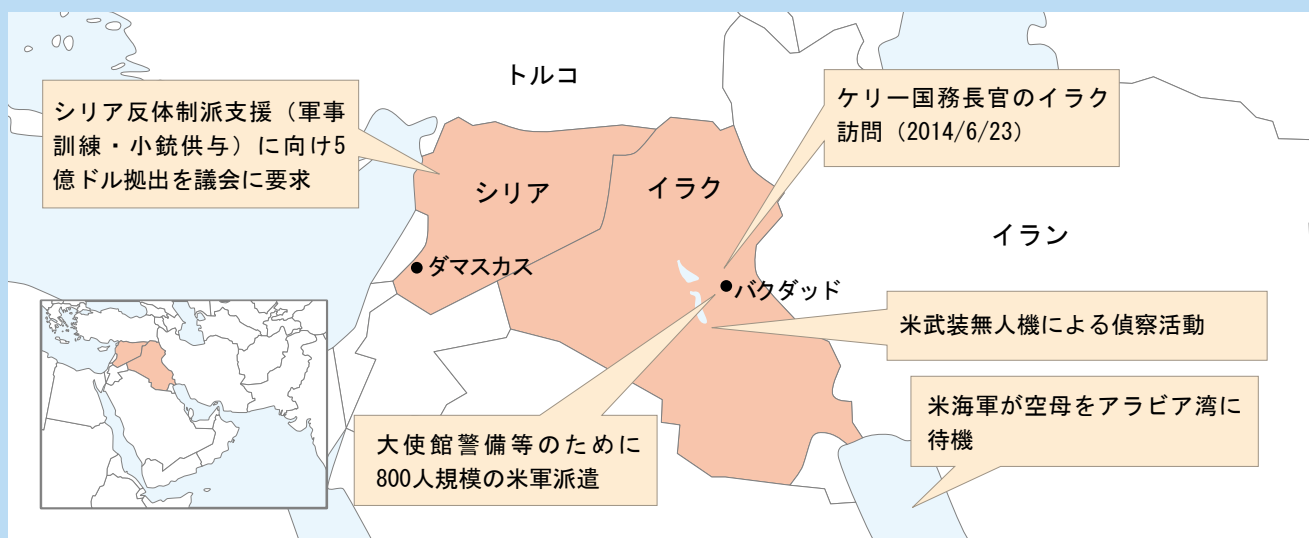 トルコ
シリア反体制派支援（軍事
訓練・小銃供与）に向け5
億ドル拠出を議会に要求
ケリー国務長官のイラク
訪問（2014/6/23）
シリア
イラク
イラン
ダマスカス
バクダッド
米武装無人機による偵察活動
大使館警備等のために
800人規模の米軍派遣
米海軍が空母をアラビア湾に
待機